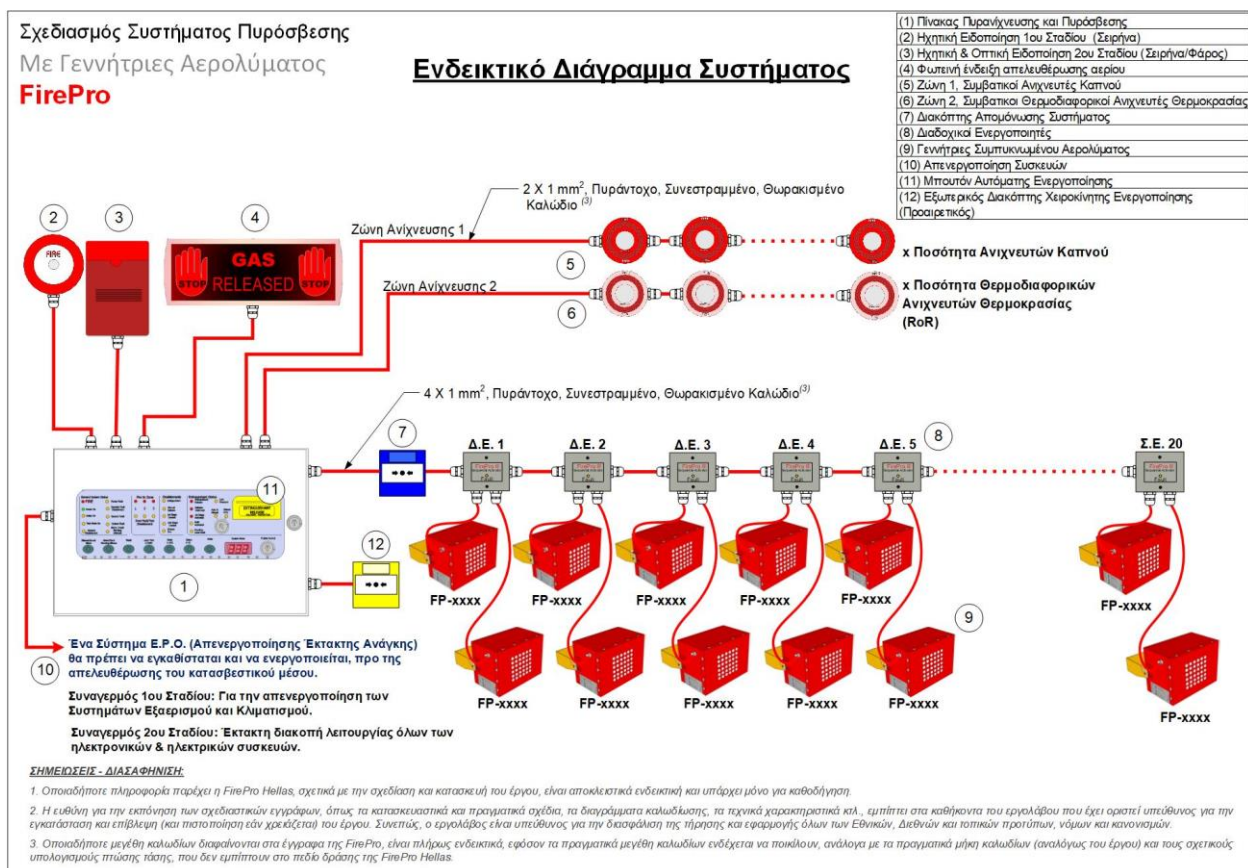 Σχεδιασμός Συστήματος Πυρόσβεσης
Με Γεννήτριες Αερολύματος
FirePro
Ενδεικτικό Διάγραμμα Συστήματος
(1) Πίνακας Πυρανίχνευσης και Πυρόσβεσης
(2) Ηχητική Ειδοποίηση 1ου Σταδίου (Σειρήνα)
(3) Ηχητική & Οπτική Ειδοποίηση 2ου Σταδίου (Σειρήνα/Φάρος)
(4) Φωτεινή ένδειξη απελευθέρωσης αερίου
(5) Ζώνη 1, Συμβατικοί Ανιχνευτές Καπνού
(6) Ζώνη 2, Συμβατικοι Θερμοδιαφορικοί Ανιχνευτές Θερμοκρασίας
(7) Διακόπτης Απομόνωσης Συστήματος
(8) Διαδοχικοί Ενεργοποιητές
(9) Γεννήτριες Συμπυκνωμένου Αερολύματος
(10) Απενεργοποίηση Συσκευών
(11) Μπουτόν Αυτόματης Ενεργοποίησης
(12) Εξωτερικός Διακόπτης Χειροκίνητης Ενεργοποίησης
(Προαιρετικός)
2 X 1 mm², Πυράντοχο, Συνεστραμμένο, Θωρακισμένο
Καλώδιο (3)
2
3
4
Ζώνη Ανίχνευσης 1
FIRE
STOP
GAS
RELEASED
STOP
5
x Ποσότητα Ανιχνευτών Καπνού
Ζώνη Ανίχνευσης 2
6
x Ποσότητα Θερμοδιαφορικών
Ανιχνευτών Θερμοκρασίας
(RoR)
4 X 1 mm², Πυράντοχο, Συνεστραμμένο, Θωρακισμένο Καλώδιο(3)
7
Δ.Ε. 1
Δ.Ε. 2
Δ.Ε. 3
Δ.Ε. 4
Δ.Ε. 5
8
Σ.Ε. 20
11
12
1
FP-xxxx
FP-xxxx
FP-xxxx
FP-xxxx
FP-xxxx
FP-xxxx
9
FP-xxxx
FP-xxxx
FP-xxxx
FP-xxxx
FP-xxxx
FP-xxxx
10
Ένα Σύστημα Ε.Ρ.Ο. (Απενεργοποίησης Έκτακτης Ανάγκης)
θα πρέπει να εγκαθίσταται και να ενεργοποιείται, προ της
απελευθέρωσης του κατασβεστικού μέσου.
Συναγερμός 1ου Σταδίου: Για την απενεργοποίηση των
Συστημάτων Εξαερισμού και Κλιματισμού.
Συναγερμός 2ου Σταδίου: Έκτακτη διακοπή λειτουργίας όλων των
ηλεκτρονικών & ηλεκτρικών συσκευών.
ΣΗΜΕΙΩΣΕΙΣ - ΔΙΑΣΑΦΗΝΙΣΗ:
1. Οποιαδήποτε πληροφορία παρέχει η FirePro Hellas, σχετικά με την σχεδίαση και κατασκευή του έργου, είναι αποκλειστικά ενδεικτική και υπάρχει μόνο για καθοδήγηση.
2. Η ευθύνη για την εκπόνηση των σχεδιαστικών εγγράφων, όπως τα κατασκευαστικά και πραγματικά σχέδια, τα διαγράμματα καλωδίωσης, τα τεχνικά χαρακτηριστικά κτλ., εμπίπτει στα καθήκοντα του εργολάβου που έχει οριστεί υπεύθυνος για την
εγκατάσταση και επίβλεψη (και πιστοποίηση εάν χρειάζεται) του έργου. Συνεπώς, ο εργολάβος είναι υπεύθυνος για την διασφάλιση της τήρησης και εφαρμογής όλων των Εθνικών, Διεθνών και τοπικών προτύπων, νόμων και κανονισμών.
3. Οποιαδήποτε μεγέθη καλωδίων διαφαίνονται στα έγγραφα της FirePro, είναι πλήρως ενδεικτικά, εφόσον τα πραγματικά μεγέθη καλωδίων ενδέχεται να ποικίλουν, ανάλογα με τα πραγματικά μήκη καλωδίων (αναλόγως του έργου) και τους σχετικούς
υπολογισμούς πτώσης τάσης, που δεν εμπίπτουν στο πεδίο δράσης της FirePro Hellas.